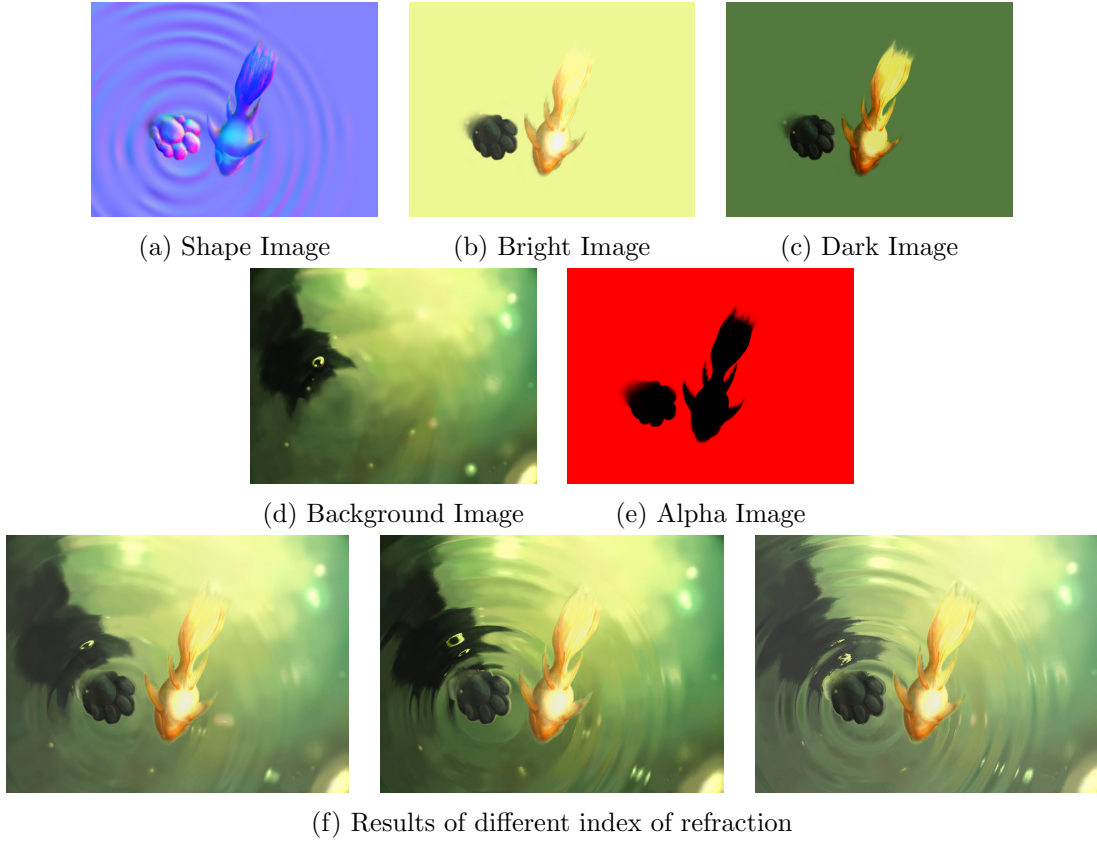 (a) Shape Image
(b) Bright Image
(c) Dark Image
(d) Background Image
(e) Alpha Image
(f) Results of different index of refraction